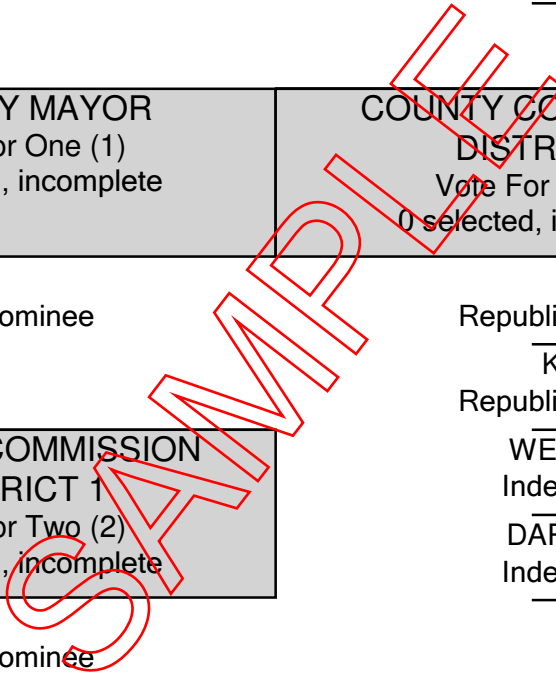 Y MAYOR
or One (1)
, incomplete
ominee
COMMISSION
RICT 1
or Two (2)
, incomplete
ominee
COUNTY CO
DISTR
Vote For
0 selected, i
Republi
K
Republi
WE
Inde
DAR
Inde
SAMPLE